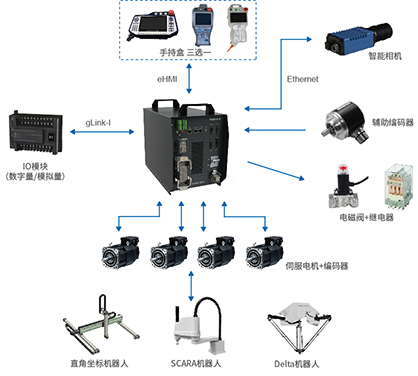 手持盒 三选一
eHMI
Ethernet
智能相机
gLink-I
IO模块
(数字量/模拟量)
辅助编码器
电磁阀+继电器
伺服电机+编码器
直角坐标机器人
SCARA机器人
Delta机器人